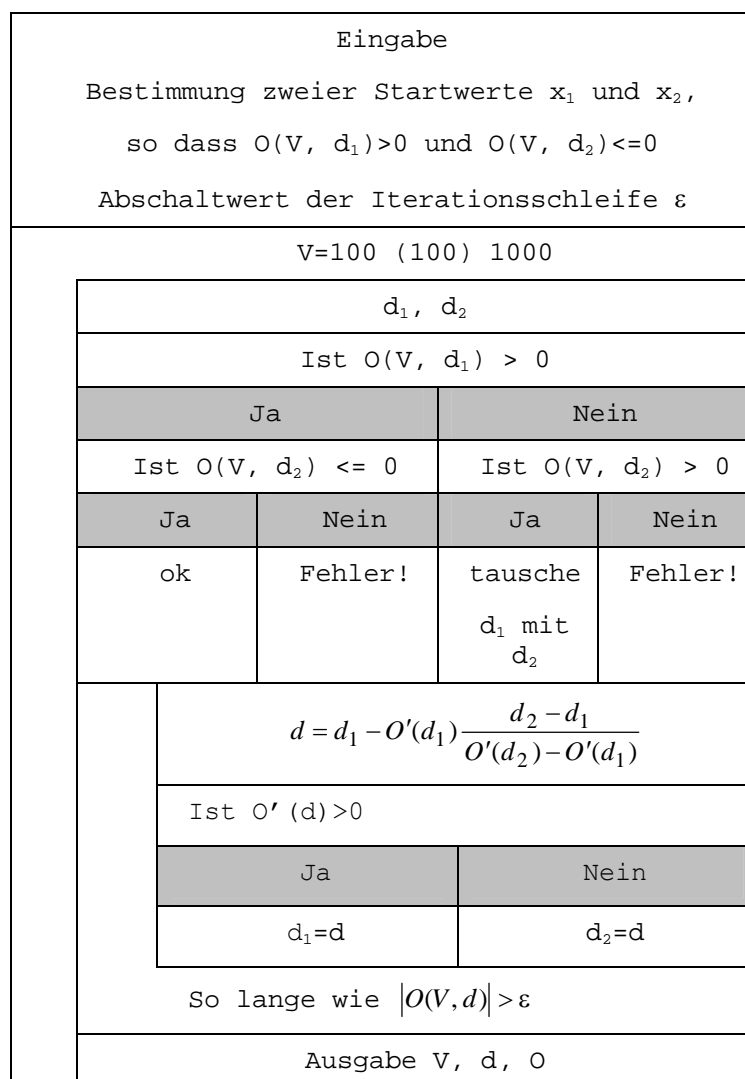 Eingabe
Bestimmung zweier Startwerte x₁ und x₂,
so dass O(V, d₁)>0 und O(V, d₂)<=0
Abschaltwert der Iterationsschleife ε
V=100 (100) 1000
d₁, d₂
Ist O(V, d₁) > 0
Ja Nein
Ist O(V, d₂) <= 0 Ist O(V, d₂) > 0
Ja Nein Ja Nein
ok Fehler! tausche Fehler!
d₁ mit
d₂
d = d₁ − O′(d₁) (d₂ − d₁)/(O′(d₂) − O′(d₁))
Ist O′(d)>0
Ja Nein
d₁=d d₂=d
So lange wie |O(V,d)| > ε
Ausgabe V, d, O